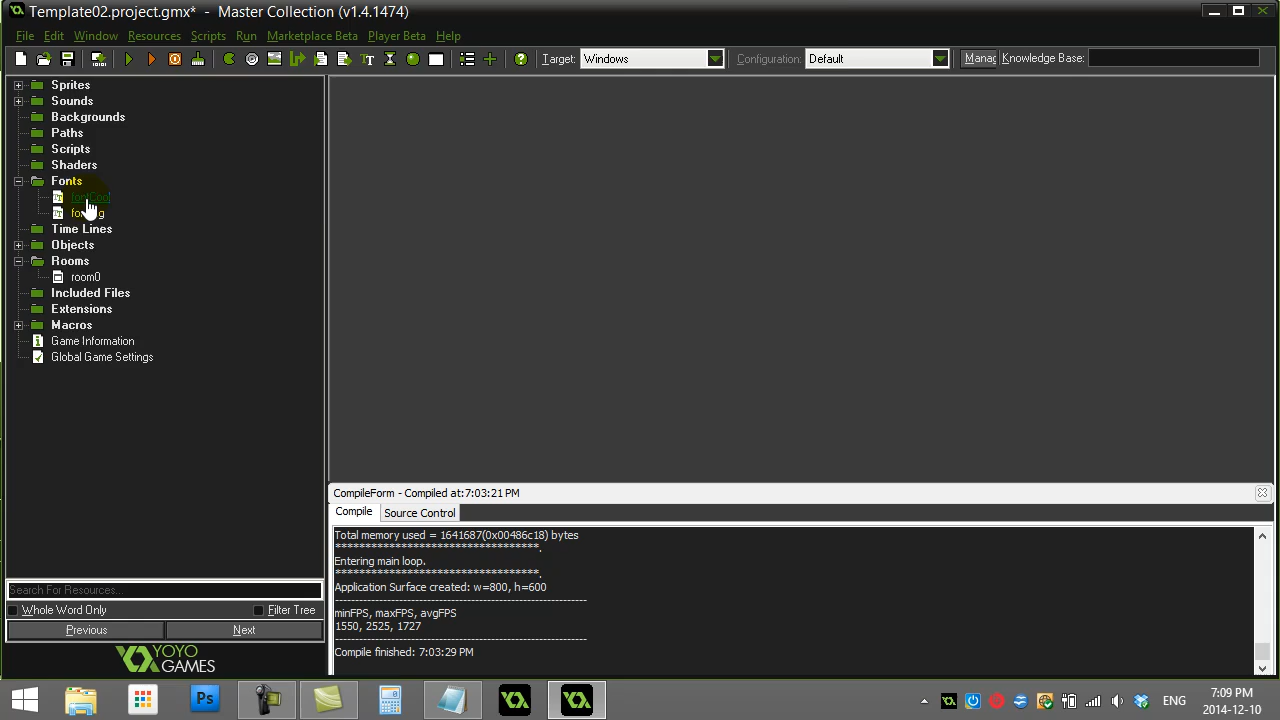 Template02.project.gmx* - Master Collection (v1.4.1474)
File Edit Window Resources Scripts Run Marketplace Beta Player Beta Help
Target: Windows Configuration: Default Manac Knowledge Base:
Sprites
Sounds
Backgrounds
Paths
Scripts
Shaders
Fonts
fontCool
Time Lines
Objects
Rooms
room0
Included Files
Extensions
Macros
Game Information
Global Game Settings
CompileForm - Compiled at:7:03:21 PM
Compile Source Control
Total memory used = 1641687(0x00486c18) bytes
***********************************.
Entering main loop.
***********************************.
Application Surface created: w=800, h=600
--------------------------------------------------------------
minFPS, maxFPS, avgFPS
1550, 2525, 1727
--------------------------------------------------------------
Compile finished: 7:03:29 PM
Search For Resources...
Whole Word Only Filter Tree
Previous Next
YOYO
GAMES
Ps
ENG
7:09 PM
2014-12-10